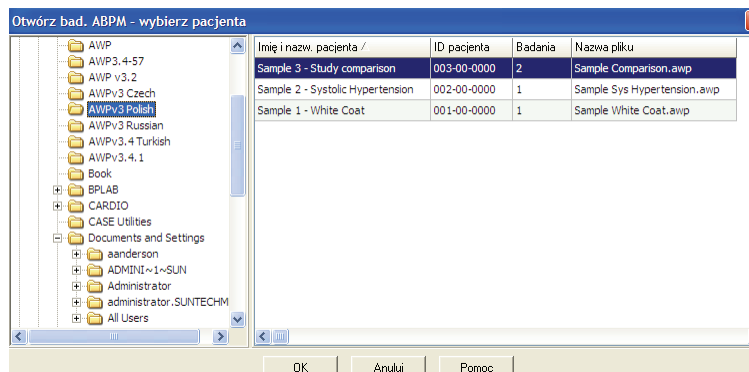 Otwórz bad. ABPM - wybierz pacjenta
AWP
AWP3.4-57
AWP v3.2
AWPv3 Czech
AWPv3 Polish
AWPv3 Russian
AWPv3.4 Turkish
AWPv3.4.1
Book
BPLAB
CARDIO
CASE Utilities
Documents and Settings
aanderson
ADMINI~1~SUN
Administrator
administrator.SUNTECHM
All Users
Imię i nazw. pacjenta / ID pacjenta Badania Nazwa pliku
Sample 3 - Study comparison 003-00-0000 2 Sample Comparison.awp
Sample 2 - Systolic Hypertension 002-00-0000 1 Sample Sys Hypertension.awp
Sample 1 - White Coat 001-00-0000 1 Sample White Coat.awp
OK Anuluj Pomoc